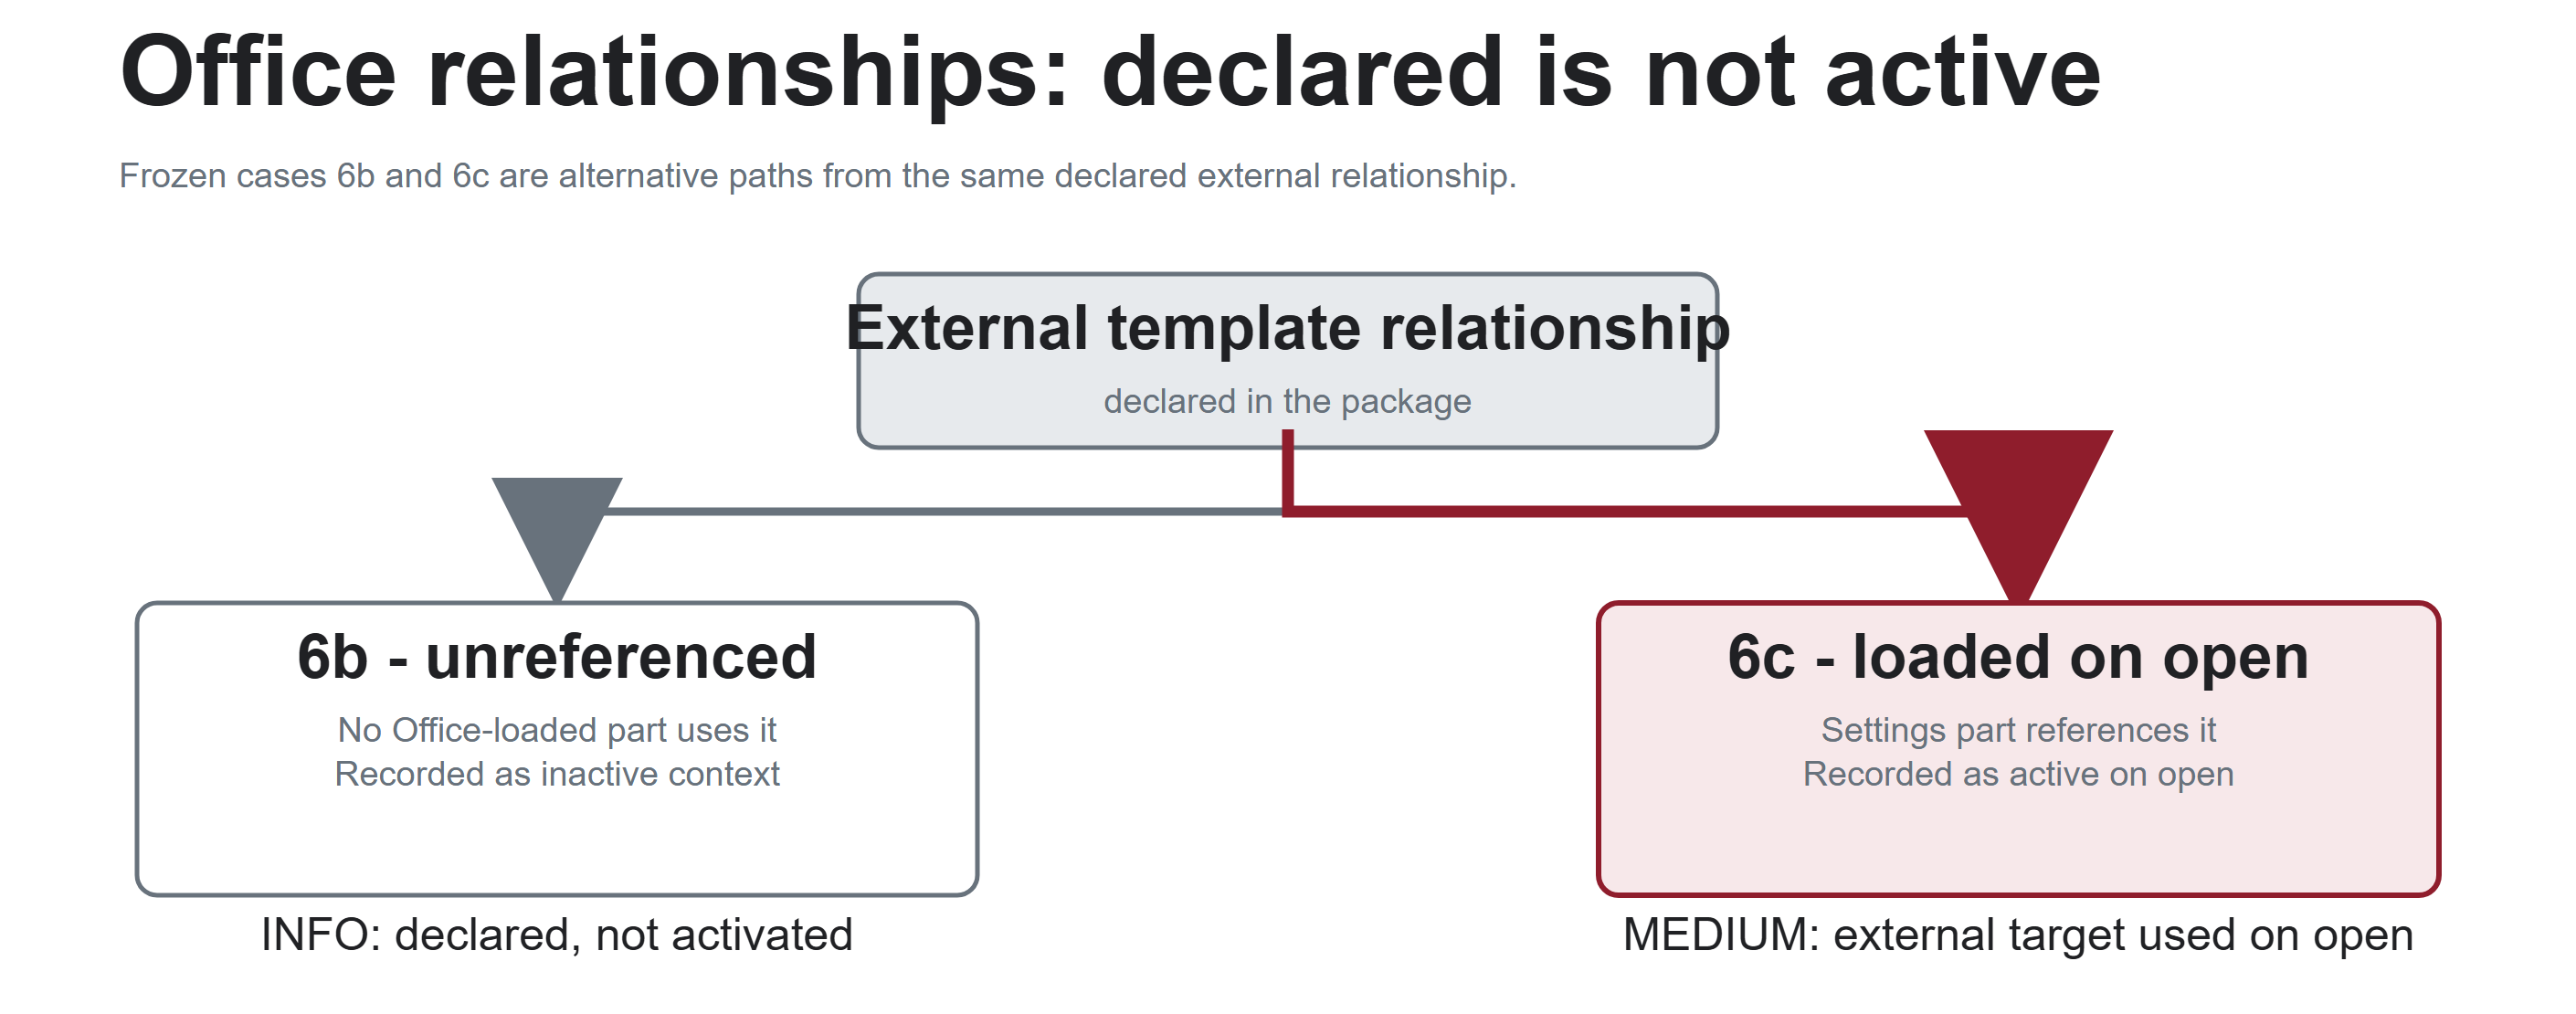 Office relationships: declared is not active
Frozen cases 6b and 6c are alternative paths from the same declared external relationship.
External template relationship
declared in the package
6b - unreferenced
No Office-loaded part uses it
Recorded as inactive context
INFO: declared, not activated
6c - loaded on open
Settings part references it
Recorded as active on open
MEDIUM: external target used on open